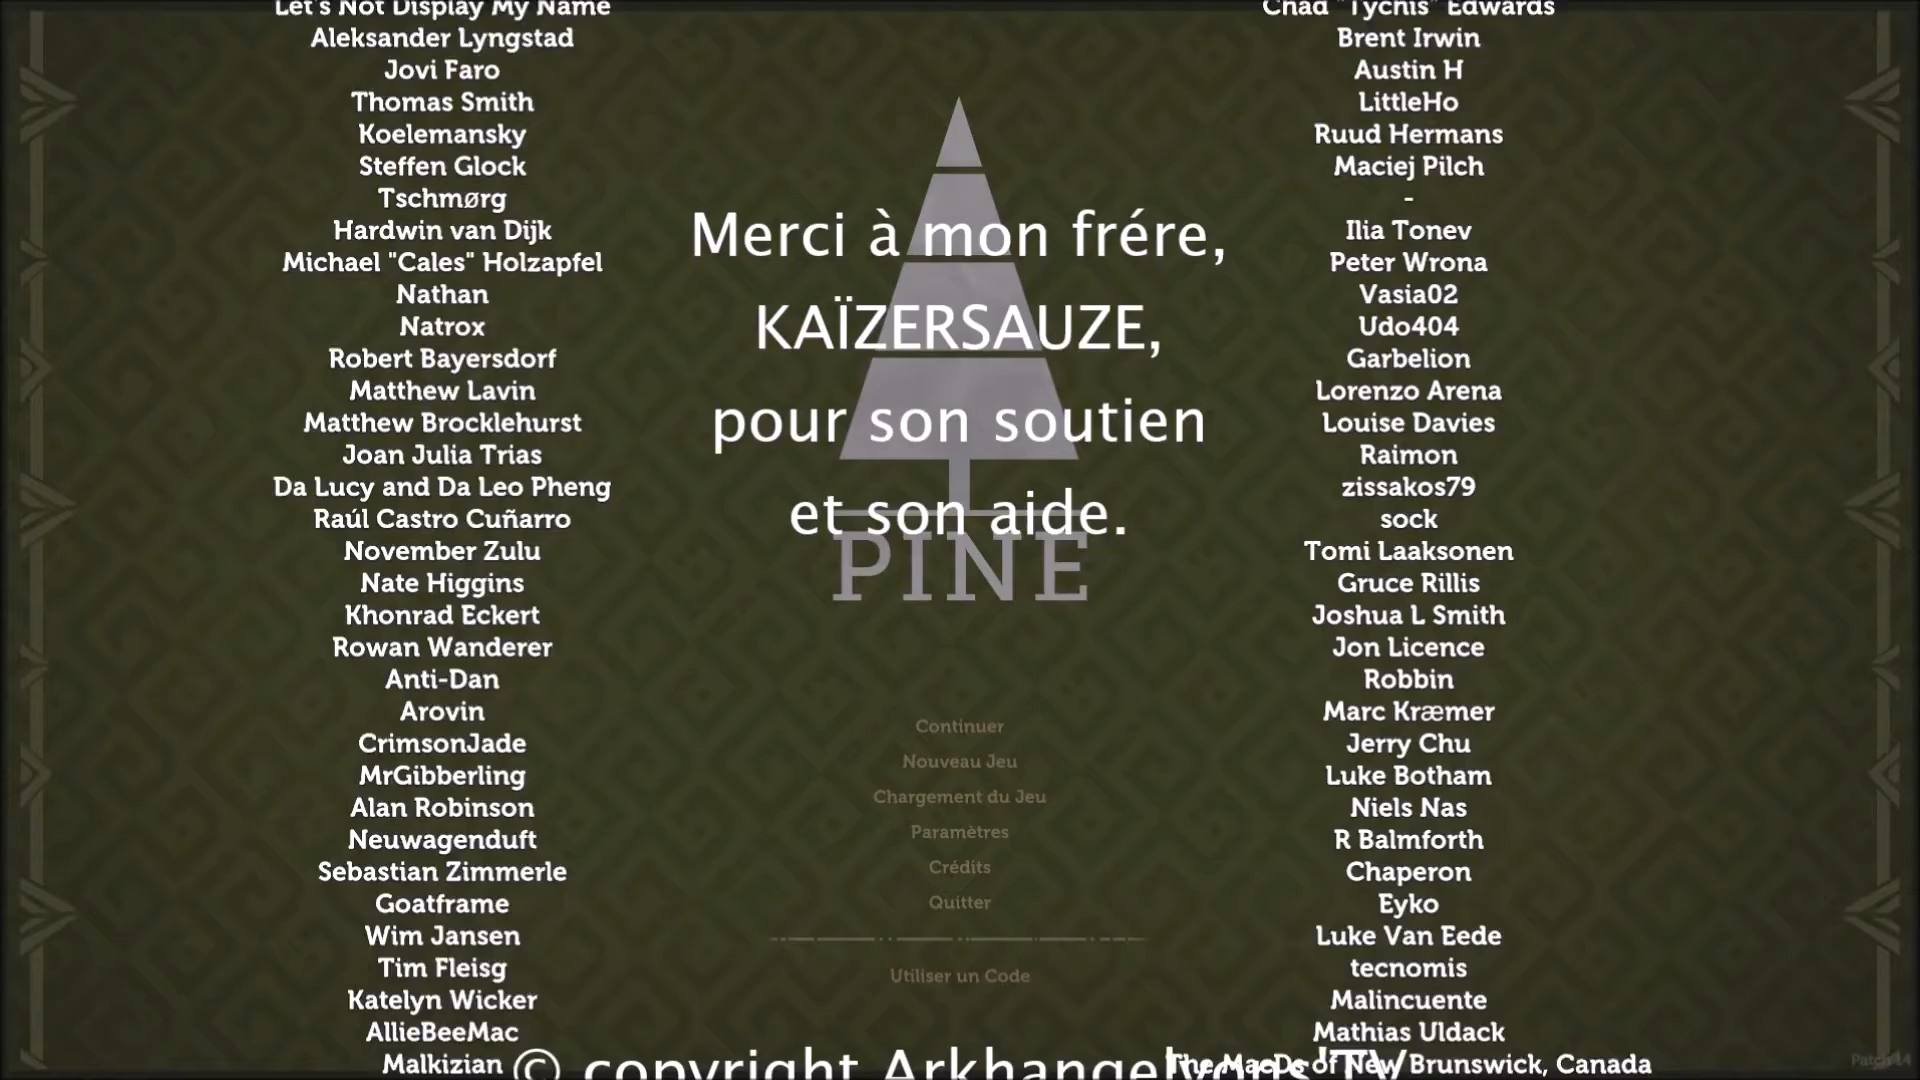 Let's Not Display My Name
Aleksander Lyngstad
Jovi Faro
Thomas Smith
Koelemansky
Steffen Glock
Tschmørg
Hardwin van Dijk
Michael "Cales" Holzapfel
Nathan
Natrox
Robert Bayersdorf
Matthew Lavin
Matthew Brocklehurst
Joan Julia Trias
Da Lucy and Da Leo Pheng
Raúl Castro Cuñarro
November Zulu
Nate Higgins
Khonrad Eckert
Rowan Wanderer
Anti-Dan
Arovin
CrimsonJade
MrGibberling
Alan Robinson
Neuwagenduft
Sebastian Zimmerle
Goatframe
Wim Jansen
Tim Fleisg
Katelyn Wicker
AllieBeeMac
Malkizian
Merci à mon frére,
KAÏZERSAUZE,
pour son soutien
et son aide.
PINE
Continuer
Nouveau Jeu
Chargement du Jeu
Paramètres
Crédits
Quitter
Utiliser un Code
© copyright
Chad "Tychis" Edwards
Brent Irwin
Austin H
LittleHo
Ruud Hermans
Maciej Pilch
-
Ilia Tonev
Peter Wrona
Vasia02
Udo404
Garbelion
Lorenzo Arena
Louise Davies
Raimon
zissakos79
sock
Tomi Laaksonen
Gruce Rillis
Joshua L Smith
Jon Licence
Robbin
Marc Kræmer
Jerry Chu
Luke Botham
Niels Nas
R Balmforth
Chaperon
Eyko
Luke Van Eede
tecnomis
Malincuente
Mathias Uldack
The MacDs of New Brunswick, Canada